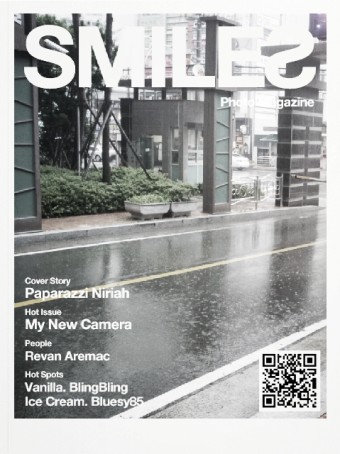 SMILES
Photo Magazine
Cover Story
Paparazzi Niriah
Hot Issue
My New Camera
People
Revan Aremac
Hot Spots
Vanilla. BlingBling
Ice Cream. Bluesy85